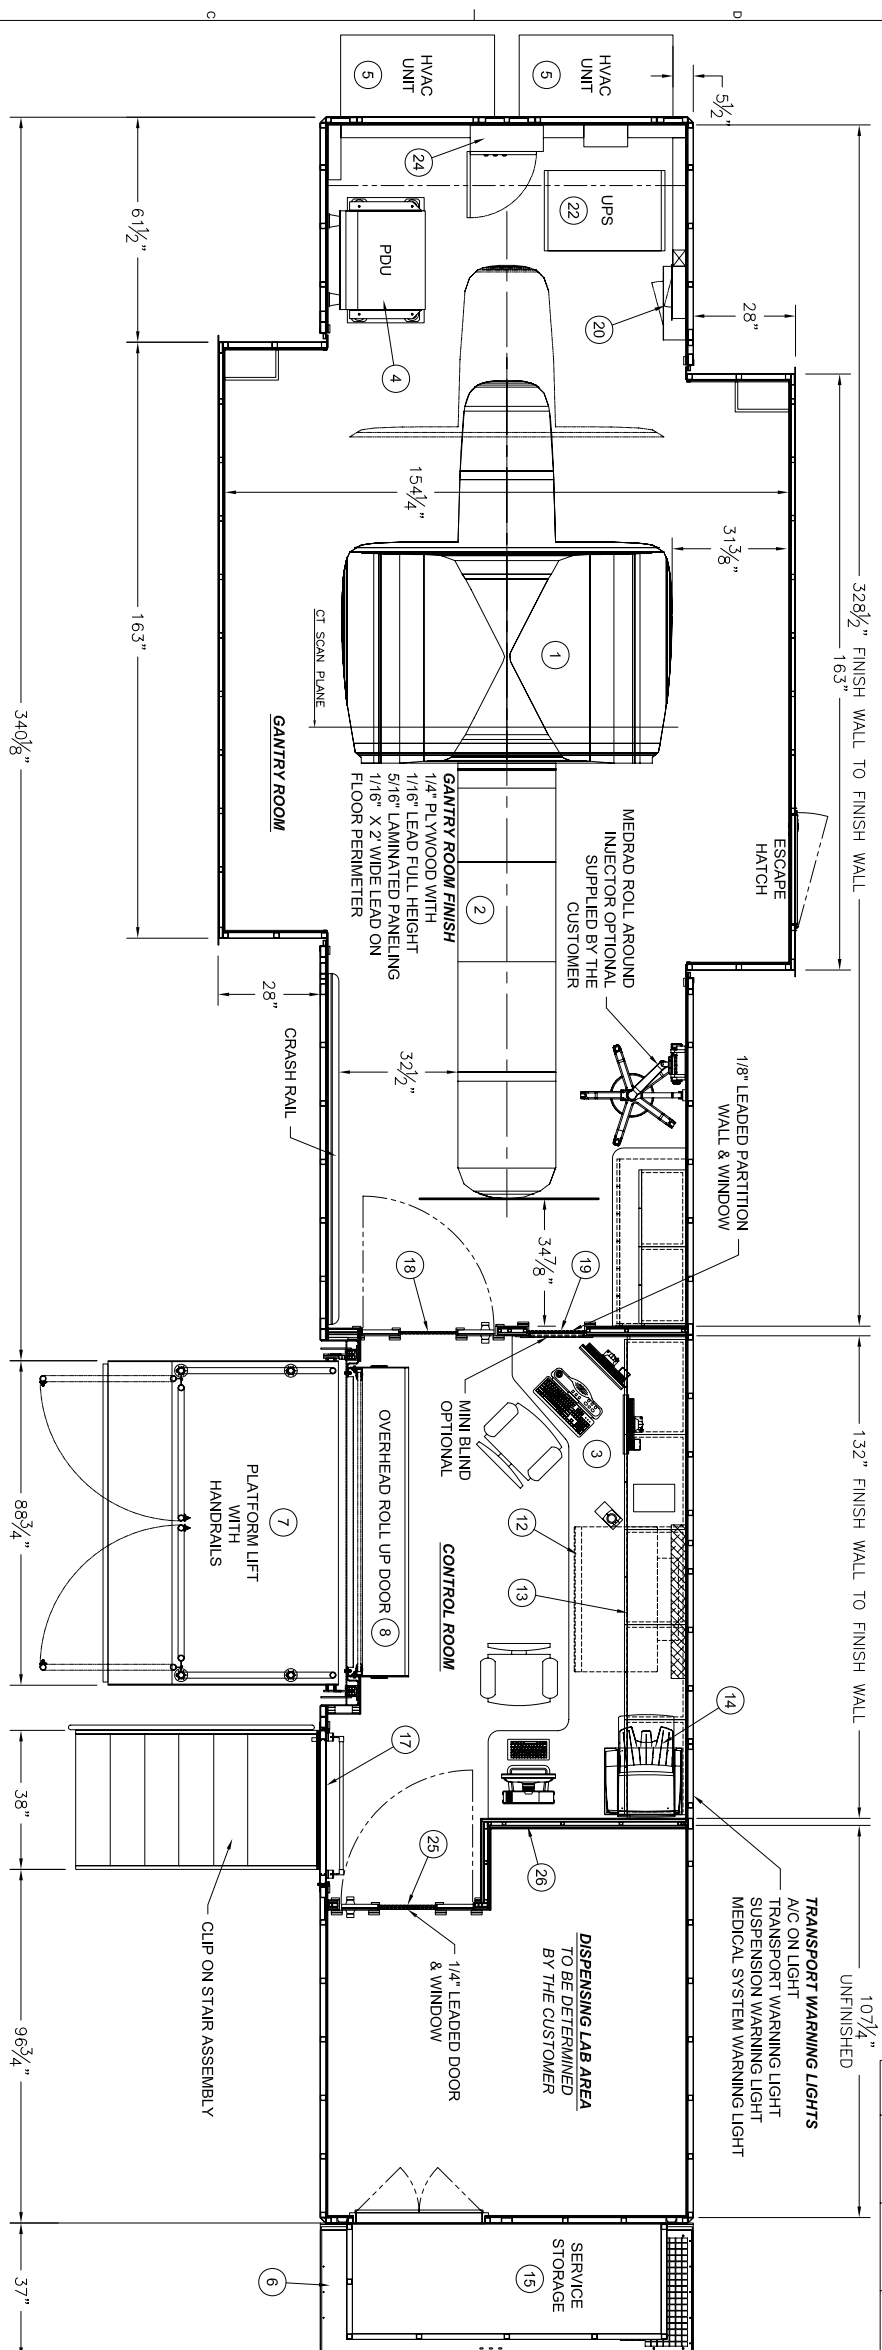 C
D
HVAC
UNIT
5
HVAC
UNIT
5
5½"
24
UPS
22
20
PDU
4
61½"
28"
328½" FINISH WALL TO FINISH WALL
163"
154¼"
31⅜"
1
CT SCAN PLANE
163"
340⅛"
GANTRY ROOM
GANTRY ROOM FINISH
1/4" PLYWOOD WITH
1/16" LEAD FULL HEIGHT
5/16" LAMINATED PANELING
1/16" X 2' WIDE LEAD ON
FLOOR PERIMETER
2
ESCAPE
HATCH
MEDRAD ROLL AROUND
INJECTOR OPTIONAL
SUPPLIED BY THE
CUSTOMER
28"
CRASH RAIL
32½"
1/8" LEADED PARTITION
WALL & WINDOW
34⅞"
18
19
MINI BLIND
OPTIONAL
3
132" FINISH WALL TO FINISH WALL
OVERHEAD ROLL UP DOOR
8
PLATFORM LIFT
WITH
HANDRAILS
7
88¾"
CONTROL ROOM
12
13
14
17
38"
CLIP ON STAIR ASSEMBLY
25
26
1/4" LEADED DOOR
& WINDOW
TRANSPORT WARNING LIGHTS
A/C ON LIGHT
TRANSPORT WARNING LIGHT
SUSPENSION WARNING LIGHT
MEDICAL SYSTEM WARNING LIGHT
107¼"
UNFINISHED
DISPENSING LAB AREA
TO BE DETERMINED
BY THE CUSTOMER
96¾"
SERVICE
STORAGE
15
6
37"